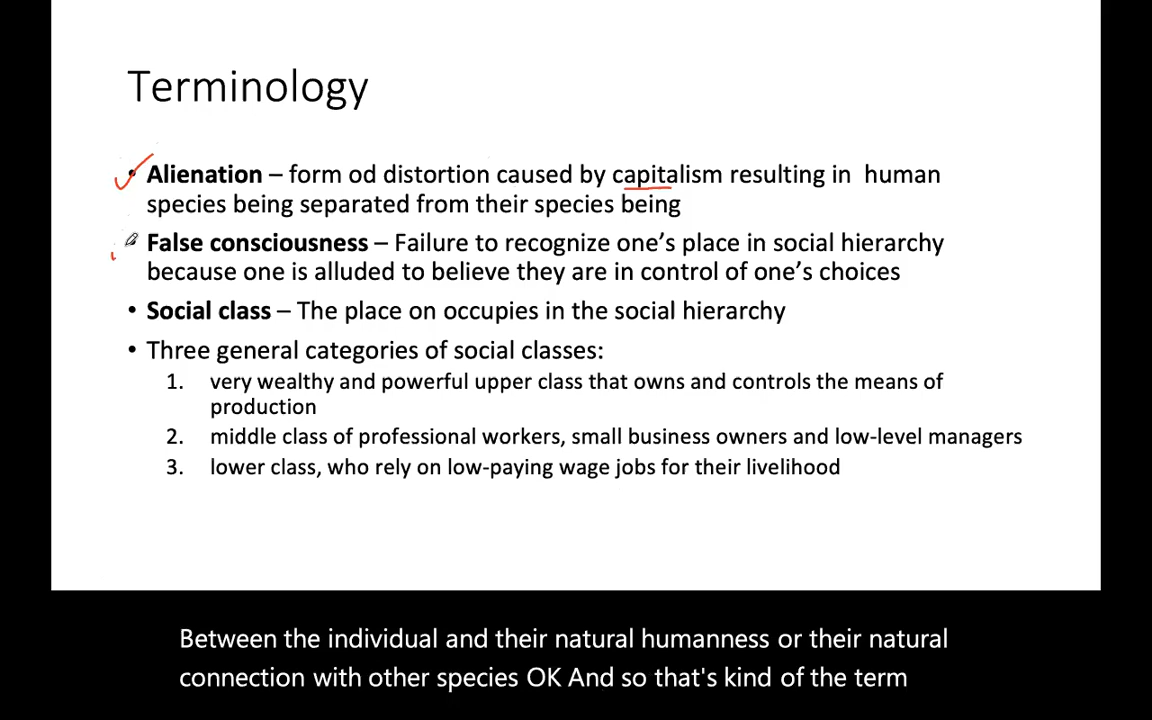 Terminology
• Alienation – form od distortion caused by capitalism resulting in human
species being separated from their species being
False consciousness – Failure to recognize one's place in social hierarchy
because one is alluded to believe they are in control of one's choices
• Social class – The place on occupies in the social hierarchy
• Three general categories of social classes:
1. very wealthy and powerful upper class that owns and controls the means of
production
2. middle class of professional workers, small business owners and low-level managers
3. lower class, who rely on low-paying wage jobs for their livelihood
Between the individual and their natural humanness or their natural
connection with other species OK And so that's kind of the term